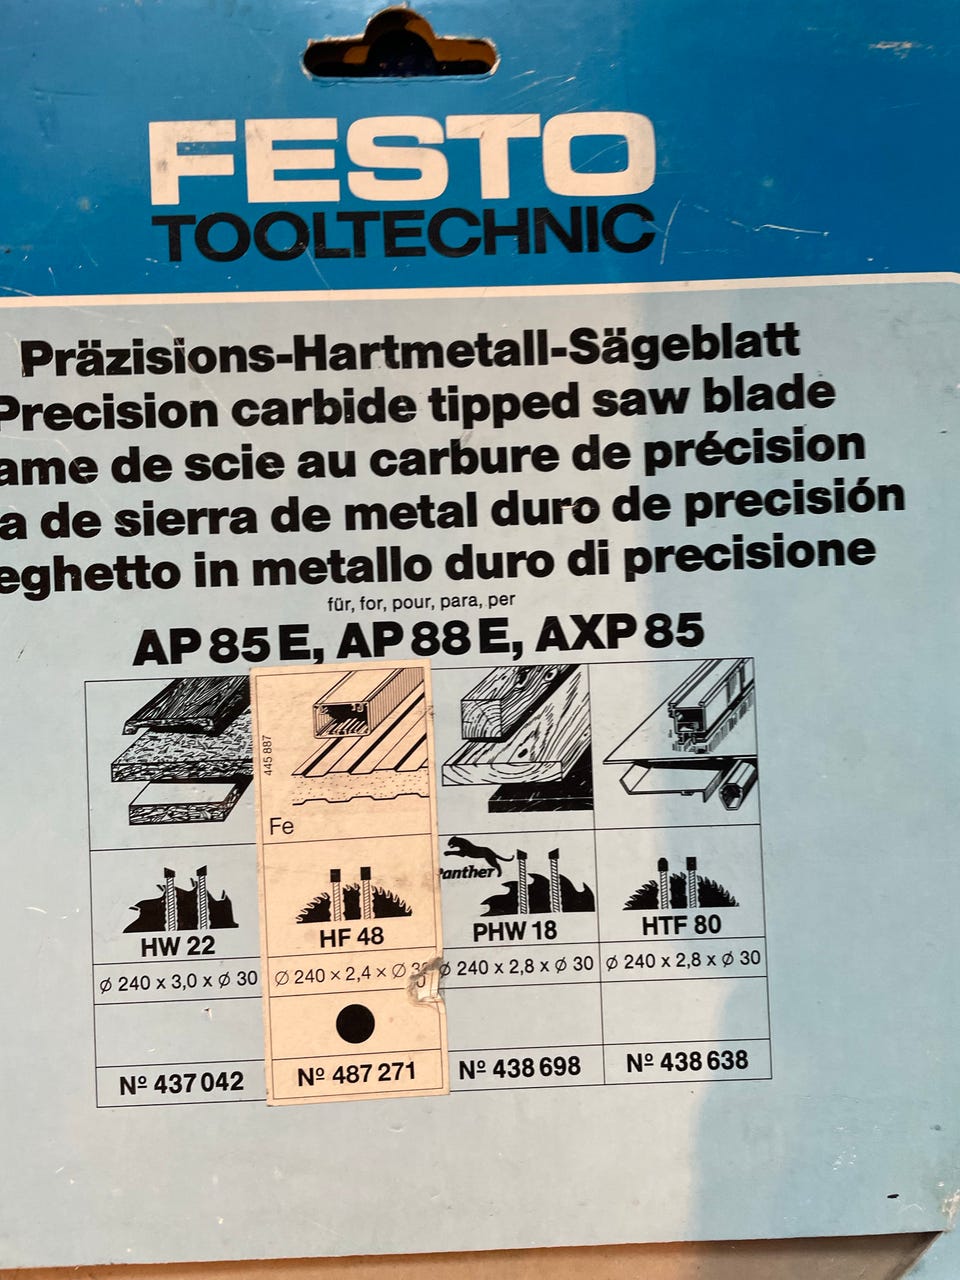 FESTO
TOOLTECHNIC
Präzisions-Hartmetall-Sägeblatt
Precision carbide tipped saw blade
ame de scie au carbure de précision
a de sierra de metal duro de precisión
eghetto in metallo duro di precisione
für, for, pour, para, per
AP 85 E, AP 88 E, AXP 85
445 887
Fe
anther
HW 22
HF 48
PHW 18
HTF 80
Ø 240 x 3,0 x Ø 30
Ø 240 x 2,4 x Ø 30
Ø 240 x 2,8 x Ø 30
Ø 240 x 2,8 x Ø 30
Nº 437 042
Nº 487 271
Nº 438 698
Nº 438 638